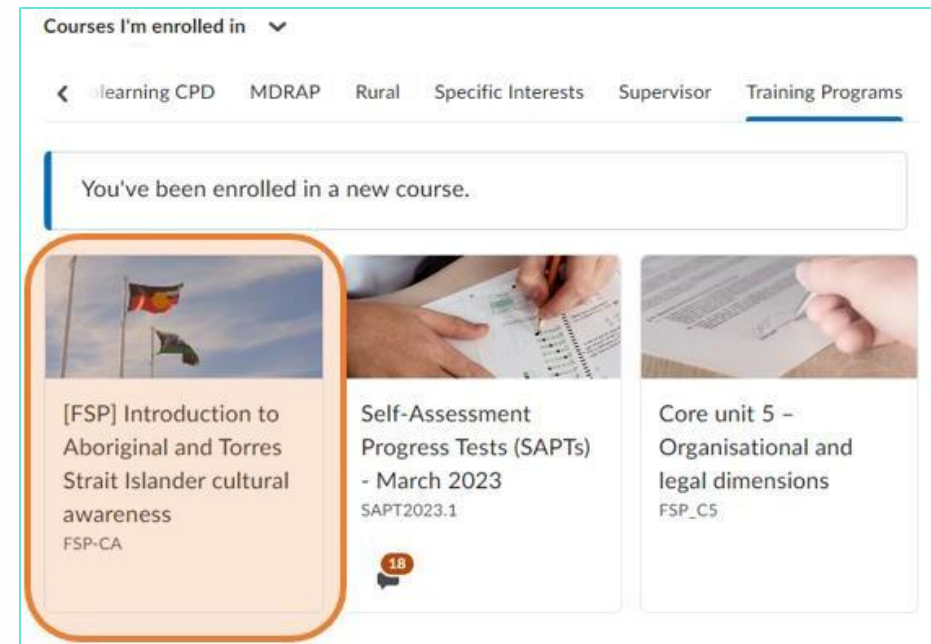 Courses I'm enrolled in
learning CPD MDRAP Rural Specific Interests Supervisor Training Programs
You've been enrolled in a new course.
[FSP] Introduction to
Aboriginal and Torres
Strait Islander cultural
awareness
FSP-CA
Self-Assessment
Progress Tests (SAPTs)
- March 2023
SAPT2023.1
18
Core unit 5 –
Organisational and
legal dimensions
FSP_C5